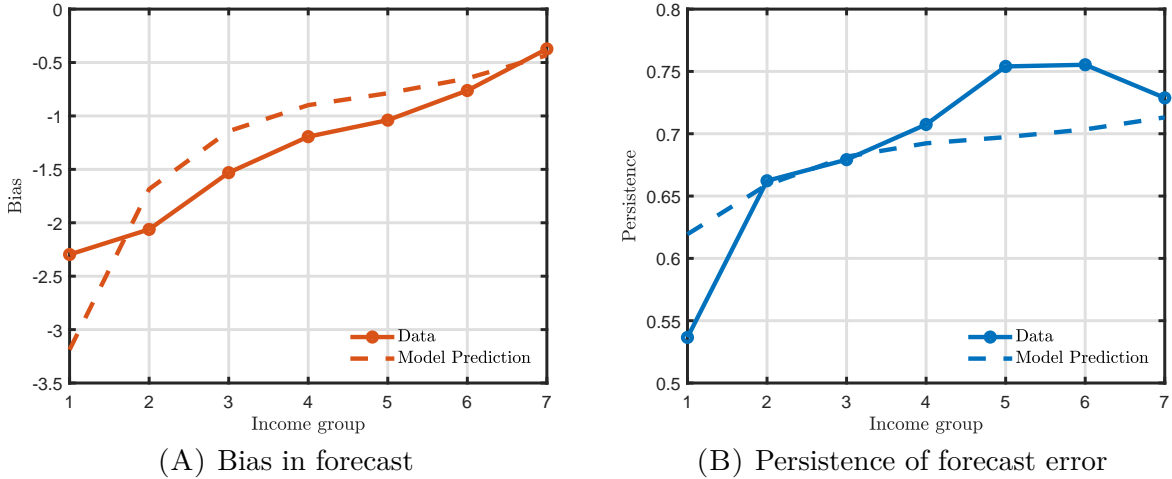 0
-0.5
-1
-1.5
-2
-2.5
-3
-3.5
Bias
1 2 3 4 5 6 7
Income group
Data
Model Prediction
(A) Bias in forecast
0.8
0.75
0.7
0.65
0.6
0.55
0.5
Persistence
1 2 3 4 5 6 7
Income group
Data
Model Prediction
(B) Persistence of forecast error